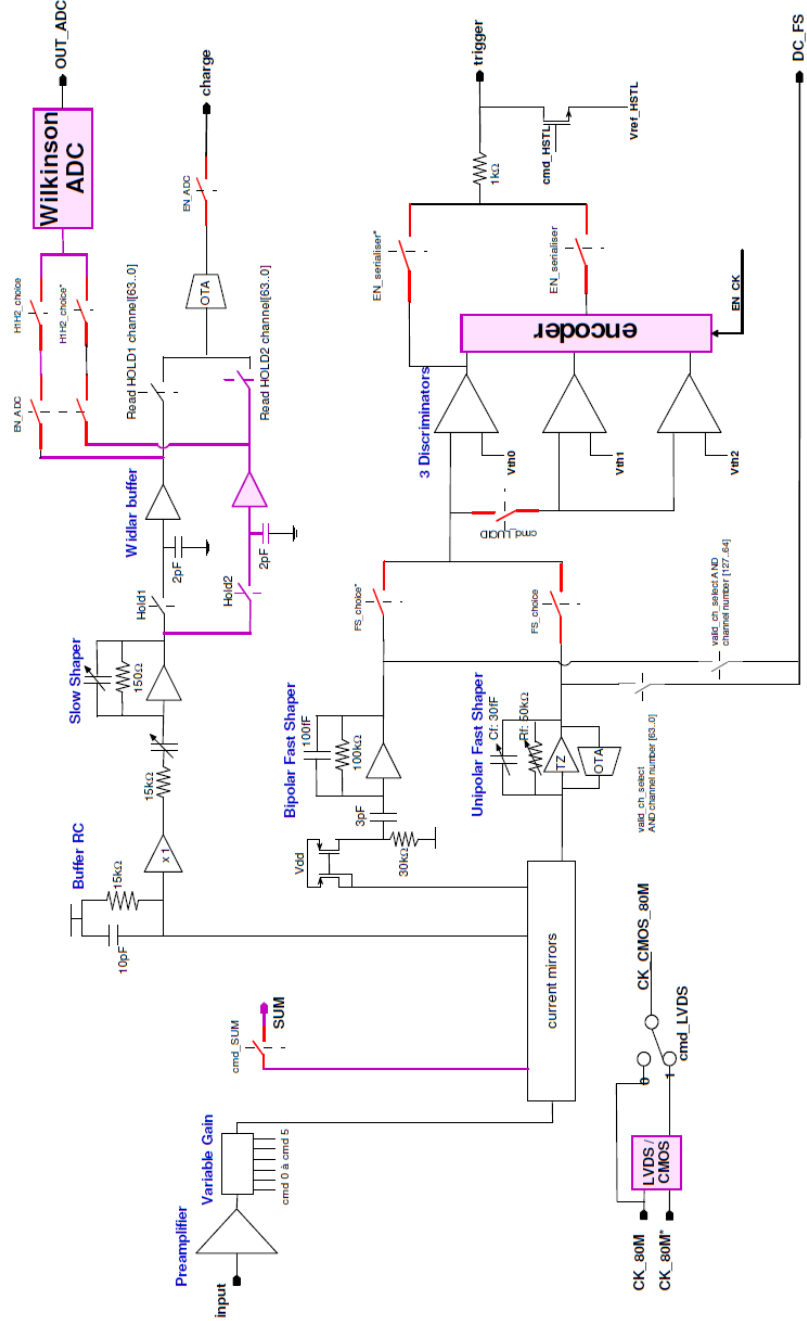 input
Preamplifier
Variable Gain
cmd 0 à cmd 5
cmd_SUM
SUM
current mirrors
Buffer RC
10pF
15kΩ
x 1
15kΩ
Slow Shaper
150Ω
Hold1
Hold2
2pF
2pF
Widlar buffer
EN_ADC
H1H2_choice
H1H2_choice*
Wilkinson
ADC
OUT_ADC
Read HOLD1 channel[63..0]
Read HOLD2 channel[63..0]
OTA
EN_ADC
charge
Vdd
30kΩ
3pF
Bipolar Fast Shaper
100fF
100kΩ
Unipolar Fast Shaper
Cf: 30fF
Rf: 50kΩ
TZ
OTA
FS_choice*
FS_choice
cmd_LUCID
3 Discriminators
Vth0
Vth1
Vth2
encoder
EN_CK
EN_serialiser*
EN_serialiser
1kΩ
cmd_HSTL
Vref_HSTL
trigger
valid_ch_select
AND channel number [63..0]
valid_ch_select AND
channel number [127..64]
DC_FS
CK_80M
CK_80M*
LVDS /
CMOS
0
1
cmd_LVDS
CK_CMOS_80M